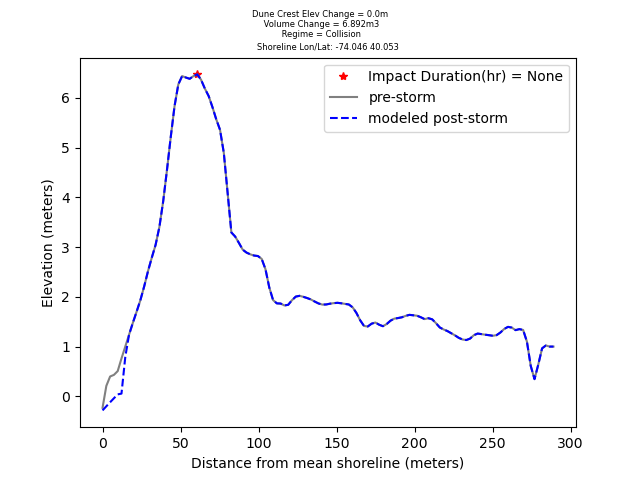 Dune Crest Elev Change = 0.0m
Volume Change = 6.892m3
Regime = Collision
Shoreline Lon/Lat: -74.046 40.053
Impact Duration(hr) = None
pre-storm
modeled post-storm
Elevation (meters)
6
5
4
3
2
1
0
0 50 100 150 200 250 300
Distance from mean shoreline (meters)